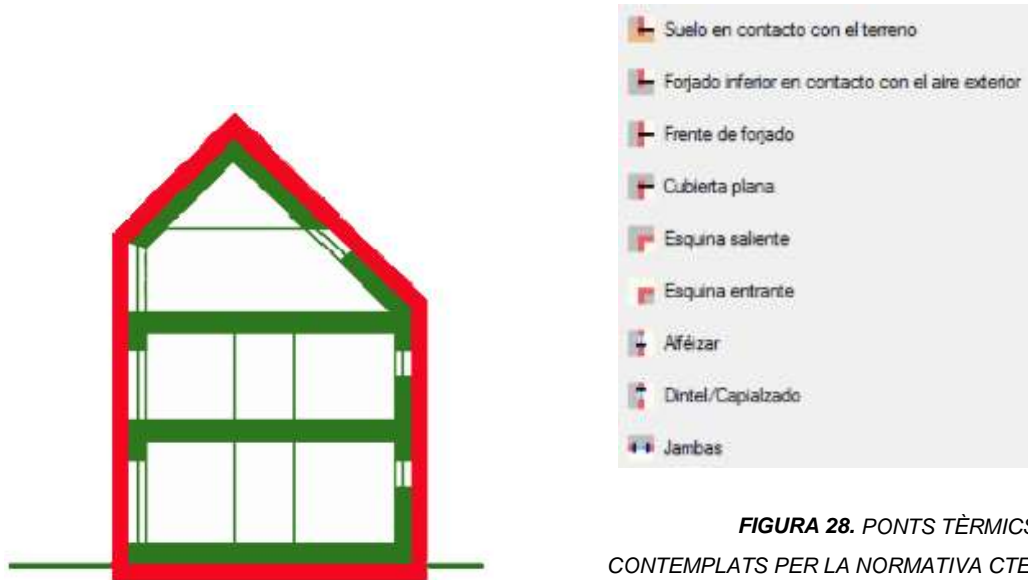 Suelo en contacto con el terreno
Forjado inferior en contacto con el aire exterior
Frente de forjado
Cubierta plana
Esquina saliente
Esquina entrante
Alféizar
Dintel/Capialzado
Jambas
FIGURA 28. PONTS TÈRMICS
CONTEMPLATS PER LA NORMATIVA CTE